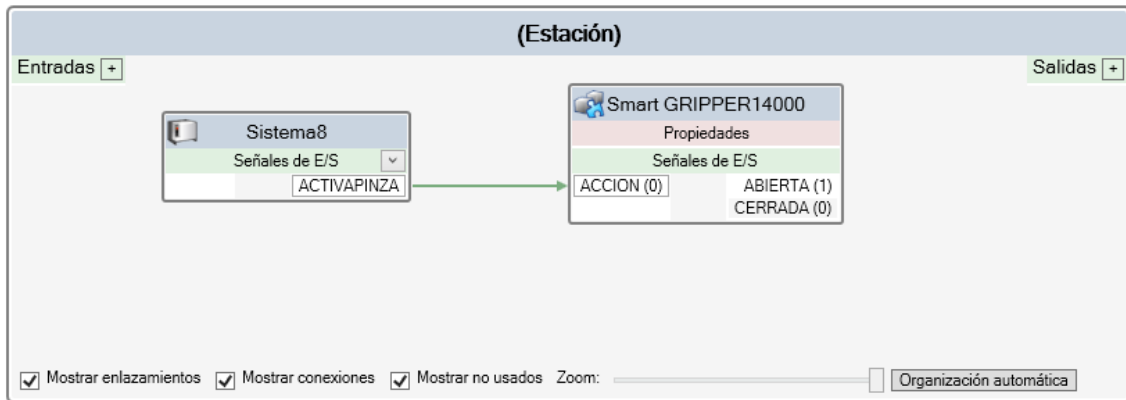 (Estación)
Entradas +
Salidas +
Sistema8
Señales de E/S
ACTIVAPINZA
Smart GRIPPER14000
Propiedades
Señales de E/S
ACCION (0) ABIERTA (1)
CERRADA (0)
Mostrar enlazamientos Mostrar conexiones Mostrar no usados Zoom: Organización automática